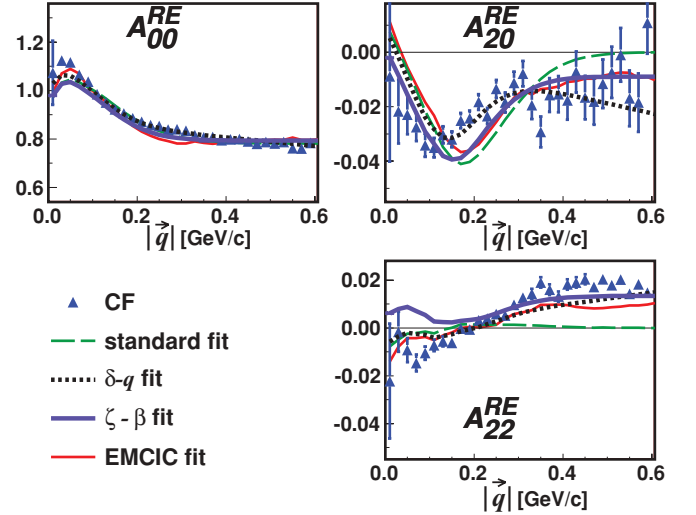 A_{00}^{RE}
1.2
1.0
0.8
0.0 0.2 0.4 0.6
|q⃗| [GeV/c]
A_{20}^{RE}
0.00
-0.02
-0.04
0.0 0.2 0.4 0.6
|q⃗| [GeV/c]
CF
standard fit
δ-q fit
ζ - β fit
EMCIC fit
0.02
0.00
-0.02
-0.04
A_{22}^{RE}
0.0 0.2 0.4 0.6
|q⃗| [GeV/c]